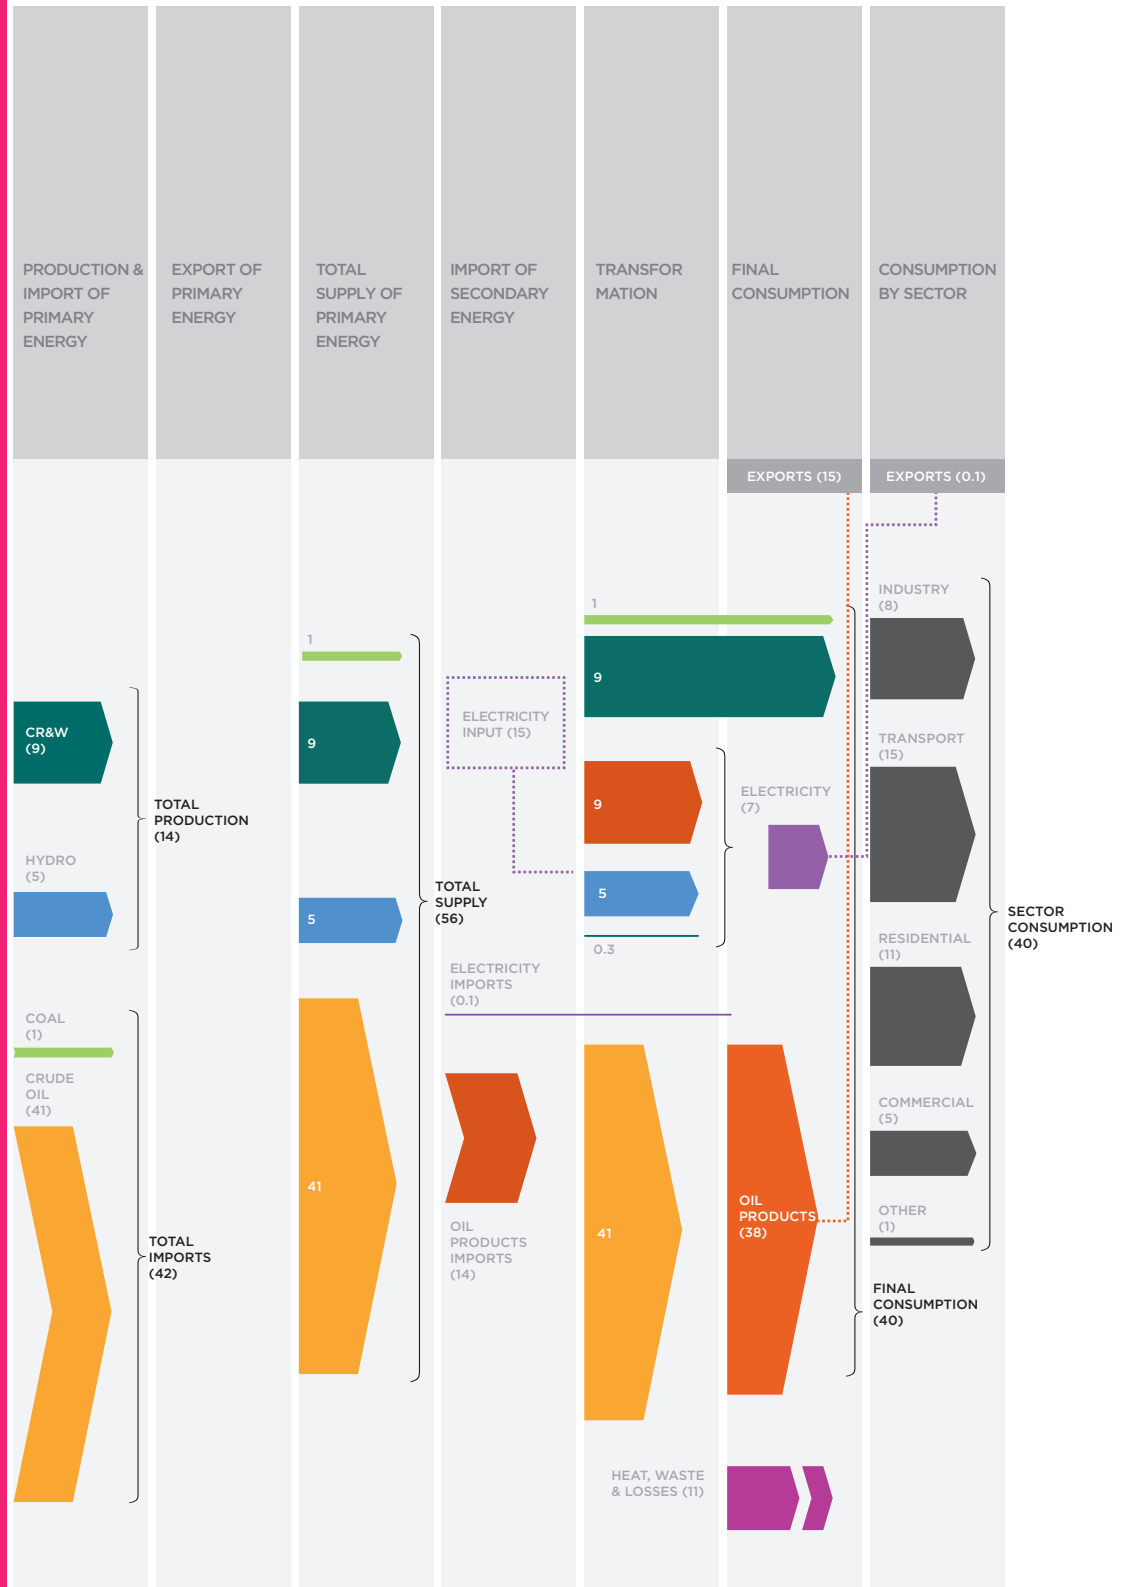 PRODUCTION &
IMPORT OF
PRIMARY
ENERGY
EXPORT OF
PRIMARY
ENERGY
TOTAL
SUPPLY OF
PRIMARY
ENERGY
IMPORT OF
SECONDARY
ENERGY
TRANSFOR
MATION
FINAL
CONSUMPTION
CONSUMPTION
BY SECTOR
EXPORTS (15)
EXPORTS (0.1)
CR&W
(9)
HYDRO
(5)
TOTAL
PRODUCTION
(14)
COAL
(1)
CRUDE
OIL
(41)
TOTAL
IMPORTS
(42)
1
9
5
41
TOTAL
SUPPLY
(56)
ELECTRICITY
INPUT (15)
ELECTRICITY
IMPORTS
(0.1)
OIL
PRODUCTS
IMPORTS
(14)
1
9
9
5
0.3
41
HEAT, WASTE
& LOSSES (11)
ELECTRICITY
(7)
OIL
PRODUCTS
(38)
FINAL
CONSUMPTION
(40)
INDUSTRY
(8)
TRANSPORT
(15)
RESIDENTIAL
(11)
COMMERCIAL
(5)
OTHER
(1)
SECTOR
CONSUMPTION
(40)